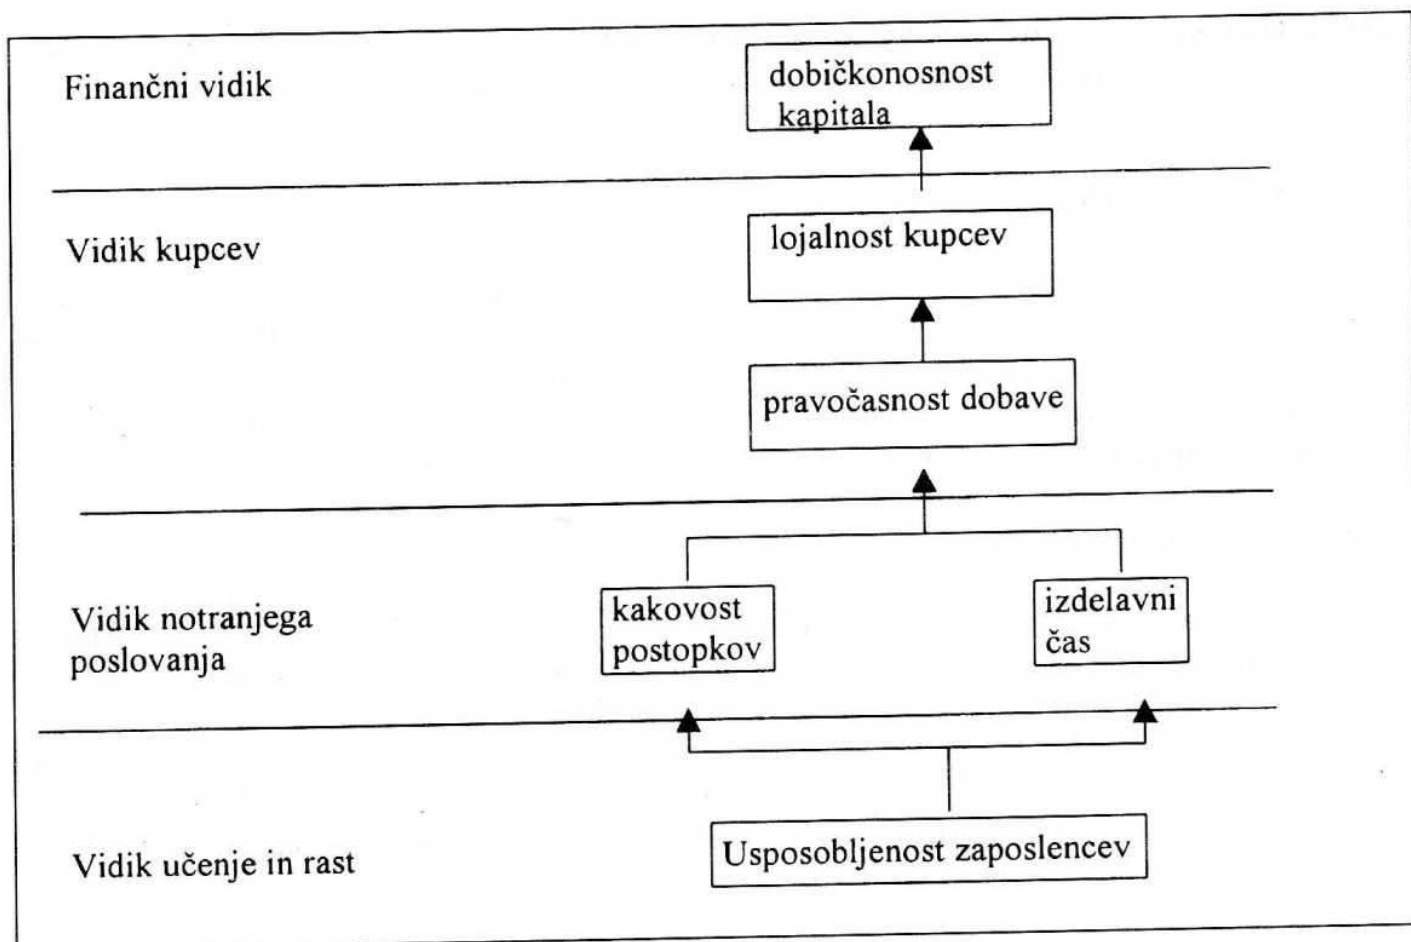 Finančni vidik
dobičkonosnost
kapitala
Vidik kupcev
lojalnost kupcev
pravočasnost dobave
Vidik notranjega
poslovanja
kakovost
postopkov
izdelavni
čas
Vidik učenje in rast
Usposobljenost zaposlencev